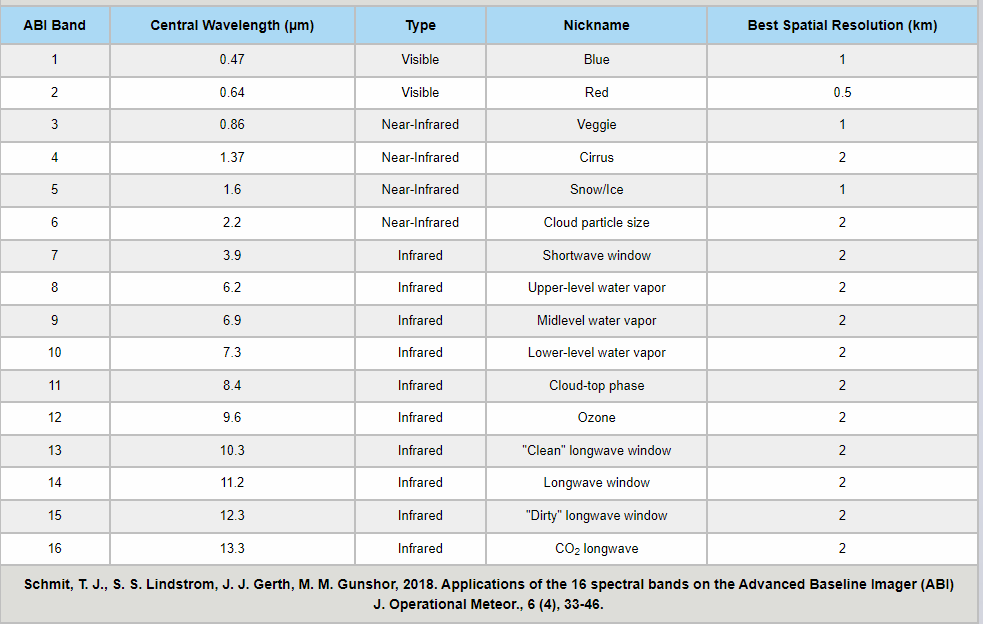 ABI Band Central Wavelength (µm) Type Nickname Best Spatial Resolution (km)
1 0.47 Visible Blue 1
2 0.64 Visible Red 0.5
3 0.86 Near-Infrared Veggie 1
4 1.37 Near-Infrared Cirrus 2
5 1.6 Near-Infrared Snow/Ice 1
6 2.2 Near-Infrared Cloud particle size 2
7 3.9 Infrared Shortwave window 2
8 6.2 Infrared Upper-level water vapor 2
9 6.9 Infrared Midlevel water vapor 2
10 7.3 Infrared Lower-level water vapor 2
11 8.4 Infrared Cloud-top phase 2
12 9.6 Infrared Ozone 2
13 10.3 Infrared "Clean" longwave window 2
14 11.2 Infrared Longwave window 2
15 12.3 Infrared "Dirty" longwave window 2
16 13.3 Infrared CO₂ longwave 2
Schmit, T. J., S. S. Lindstrom, J. J. Gerth, M. M. Gunshor, 2018. Applications of the 16 spectral bands on the Advanced Baseline Imager (ABI)
J. Operational Meteor., 6 (4), 33-46.